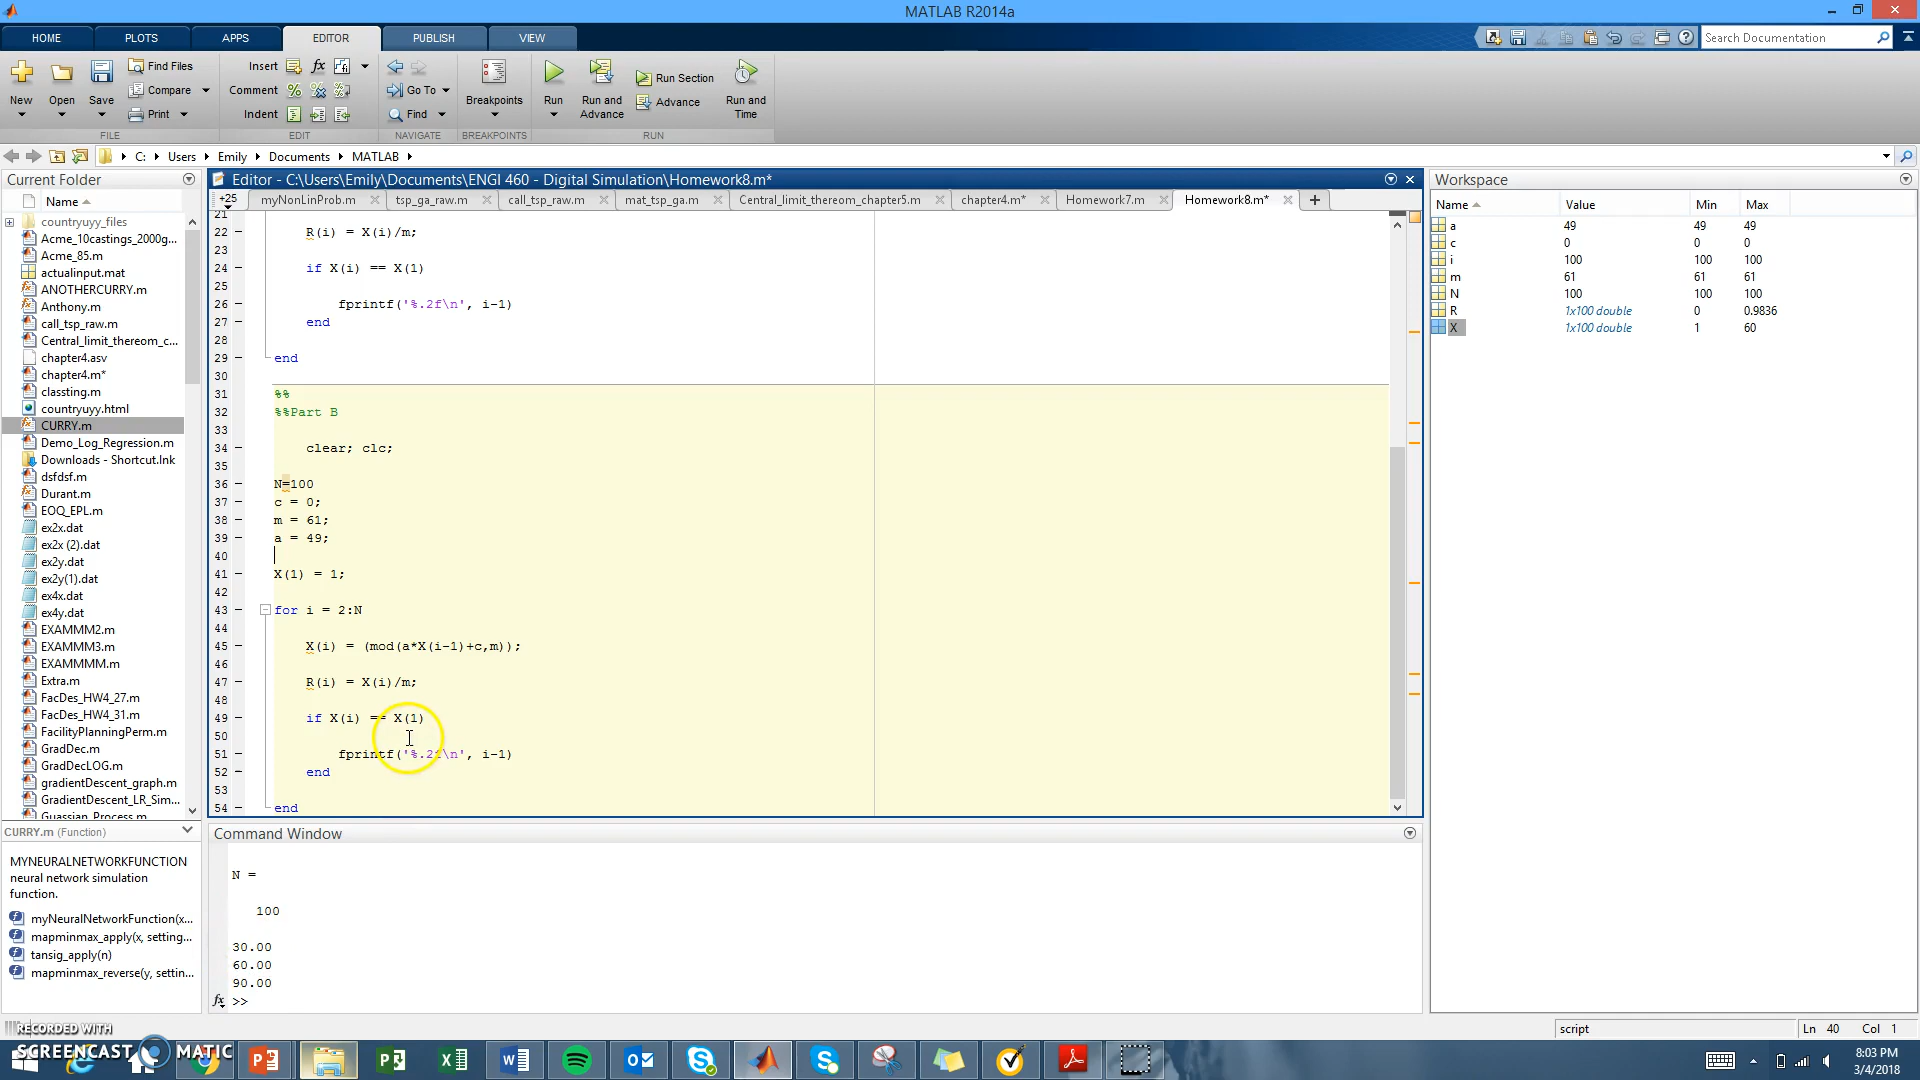 MATLAB R2014a
HOME PLOTS APPS EDITOR PUBLISH VIEW
Search Documentation
New Open Save Find Files Compare Print
Insert fx Comment Indent
Go To Find
Breakpoints Run Run and Advance Run Section Advance Run and Time
FILE EDIT NAVIGATE BREAKPOINTS RUN
C: Users Emily Documents MATLAB
Current Folder
Name
countryuyy_files
Acme_10castings_2000g...
Acme_85.m
actualinput.mat
ANOTHERCURRY.m
Anthony.m
call_tsp_raw.m
Central_limit_thereom_c...
chapter4.asv
chapter4.m*
classting.m
countryuyy.html
CURRY.m
Demo_Log_Regression.m
Downloads - Shortcut.lnk
dsfdsf.m
Durant.m
EOQ_EPL.m
ex2x.dat
ex2x (2).dat
ex2y.dat
ex2y(1).dat
ex4x.dat
ex4y.dat
EXAMMM2.m
EXAMMM3.m
EXAMMMM.m
Extra.m
FacDes_HW4_27.m
FacDes_HW4_31.m
FacilityPlanningPerm.m
GradDec.m
GradDecLOG.m
gradientDescent_graph.m
GradientDescent_LR_Sim...
Guassian_Process.m
CURRY.m (Function)
MYNEURALNETWORKFUNCTION
neural network simulation
function.
myNeuralNetworkFunction(x...
mapminmax_apply(x, setting...
tansig_apply(n)
mapminmax_reverse(y, settin...
Editor - C:\Users\Emily\Documents\ENGI 460 - Digital Simulation\Homework8.m*
+25 myNonLinProb.m tsp_ga_raw.m call_tsp_raw.m mat_tsp_ga.m Central_limit_thereom_chapter5.m chapter4.m* Homework7.m Homework8.m*
21
22 R(i) = X(i)/m;
23
24 if X(i) == X(1)
25
26 fprintf('%.2f\n', i-1)
27 end
28
29 end
30
31 %%
32 %%Part B
33
34 clear; clc;
35
36 N=100
37 c = 0;
38 m = 61;
39 a = 49;
40
41 X(1) = 1;
42
43 for i = 2:N
44
45 X(i) = (mod(a*X(i-1)+c,m));
46
47 R(i) = X(i)/m;
48
49 if X(i) == X(1)
50
51 fprintf('%.2f\n', i-1)
52 end
53
54 end
Command Window
N =
100
30.00
60.00
90.00
fx >>
Workspace
Name Value Min Max
a 49 49 49
c 0 0 0
i 100 100 100
m 61 61 61
N 100 100 100
R 1x100 double 0 0.9836
X 1x100 double 1 60
script Ln 40 Col 1
RECORDED WITH
SCREENCAST MATIC
8:03 PM
3/4/2018